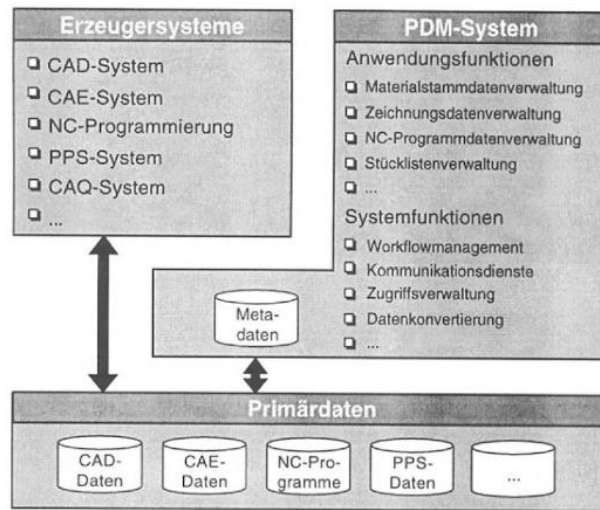 Erzeugersysteme
❑ CAD-System
❑ CAE-System
❑ NC-Programmierung
❑ PPS-System
❑ CAQ-System
❑ ...
PDM-System
Anwendungsfunktionen
❑ Materialstammdatenverwaltung
❑ Zeichnungsdatenverwaltung
❑ NC-Programmdatenverwaltung
❑ Stücklistenverwaltung
❑ ...
Systemfunktionen
❑ Workflowmanagement
❑ Kommunikationsdienste
❑ Zugriffsverwaltung
❑ Datenkonvertierung
❑ ...
Meta-
daten
Primärdaten
CAD-
Daten
CAE-
Daten
NC-Pro-
gramme
PPS-
Daten
...